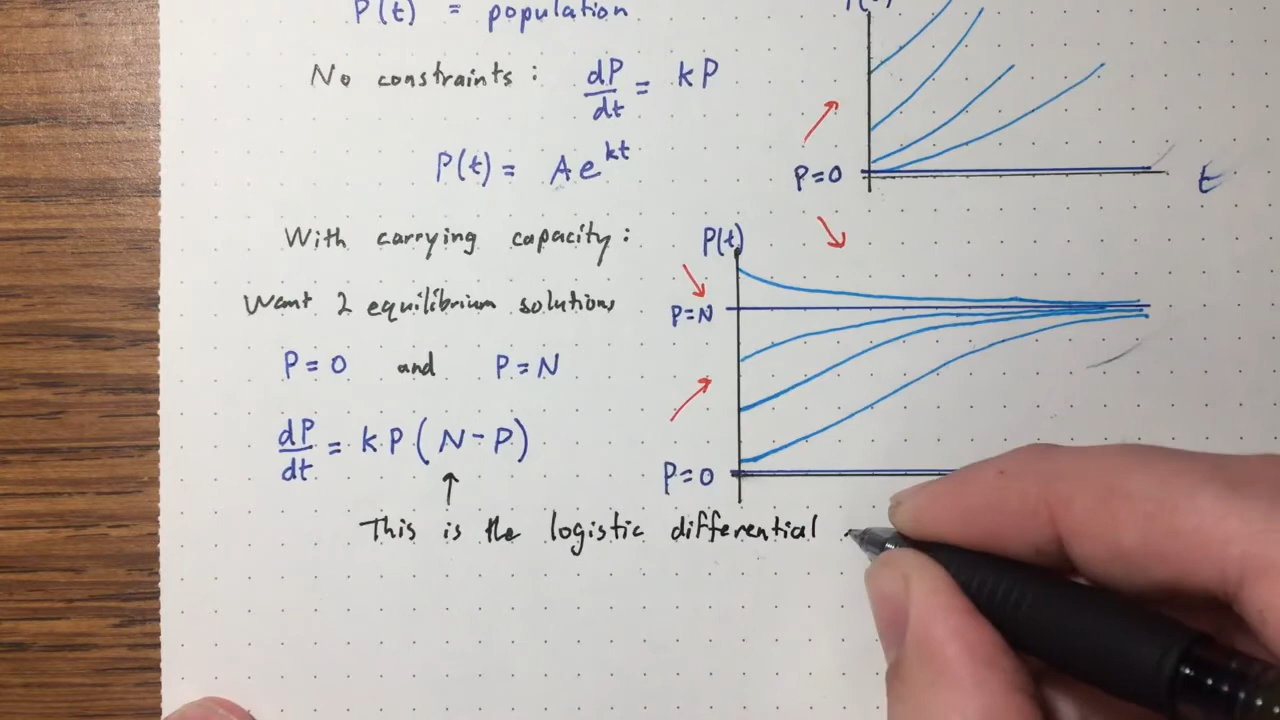 P(t) = population
No constraints: dP/dt = kP
P(t) = Ae^kt
P=0
t
With carrying capacity:
P(t)
Want 2 equilibrium solutions
P=N
P=0 and P=N
dP/dt = kP(N-P)
P=0
This is the logistic differential